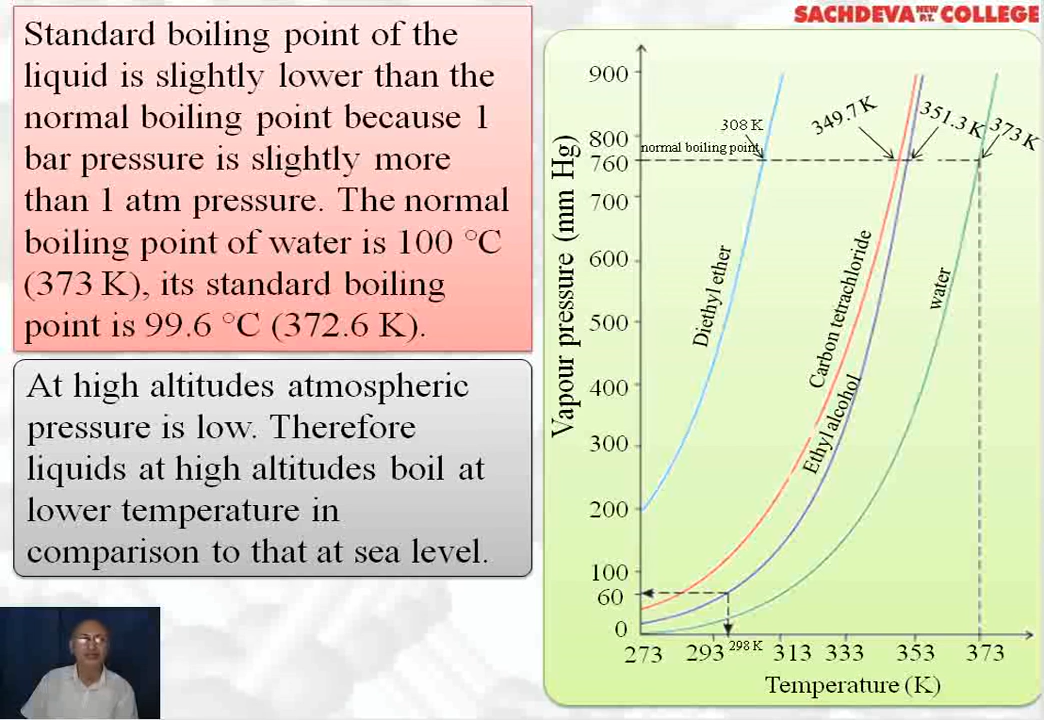 SACHDEVA NEW P.T. COLLEGE
Standard boiling point of the
liquid is slightly lower than the
normal boiling point because 1
bar pressure is slightly more
than 1 atm pressure. The normal
boiling point of water is 100 °C
(373 K), its standard boiling
point is 99.6 °C (372.6 K).
At high altitudes atmospheric
pressure is low. Therefore
liquids at high altitudes boil at
lower temperature in
comparison to that at sea level.
Vapour pressure (mm Hg)
900
800
760
700
600
500
400
300
200
100
60
0
308 K
349.7 K
351.3 K
373 K
normal boiling point
Diethyl ether
Carbon tetrachloride
Ethyl alcohol
water
298 K
273 293 313 333 353 373
Temperature (K)